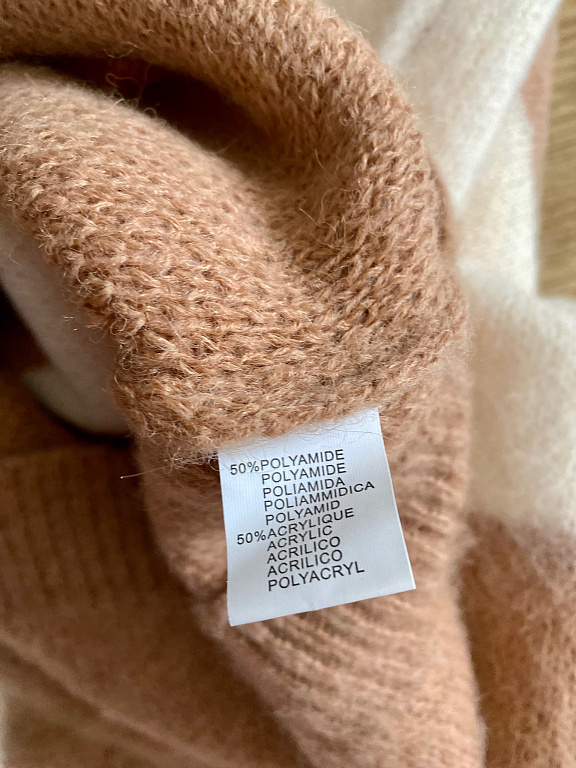 50%POLYAMIDE
POLYAMIDE
POLIAMIDA
POLIAMMIDICA
POLYAMID
50%ACRYLIQUE
ACRYLIC
ACRILICO
ACRILICO
POLYACRYL